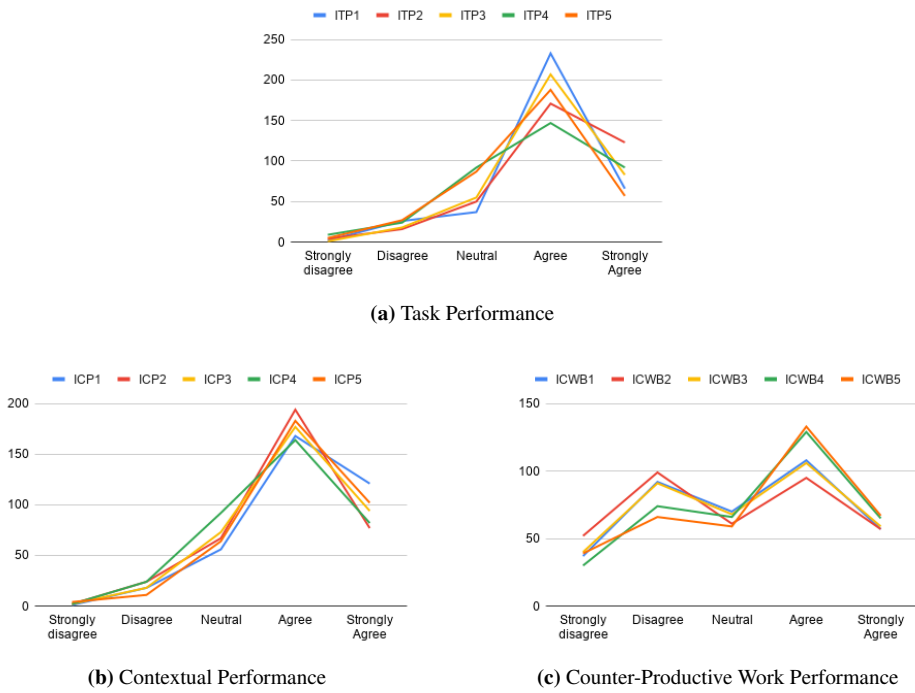 ITP1 ITP2 ITP3 ITP4 ITP5
250
200
150
100
50
0
Strongly disagree Disagree Neutral Agree Strongly Agree
(a) Task Performance
ICP1 ICP2 ICP3 ICP4 ICP5
200
150
100
50
0
Strongly disagree Disagree Neutral Agree Strongly Agree
(b) Contextual Performance
ICWB1 ICWB2 ICWB3 ICWB4 ICWB5
150
100
50
0
Strongly disagree Disagree Neutral Agree Strongly Agree
(c) Counter-Productive Work Performance